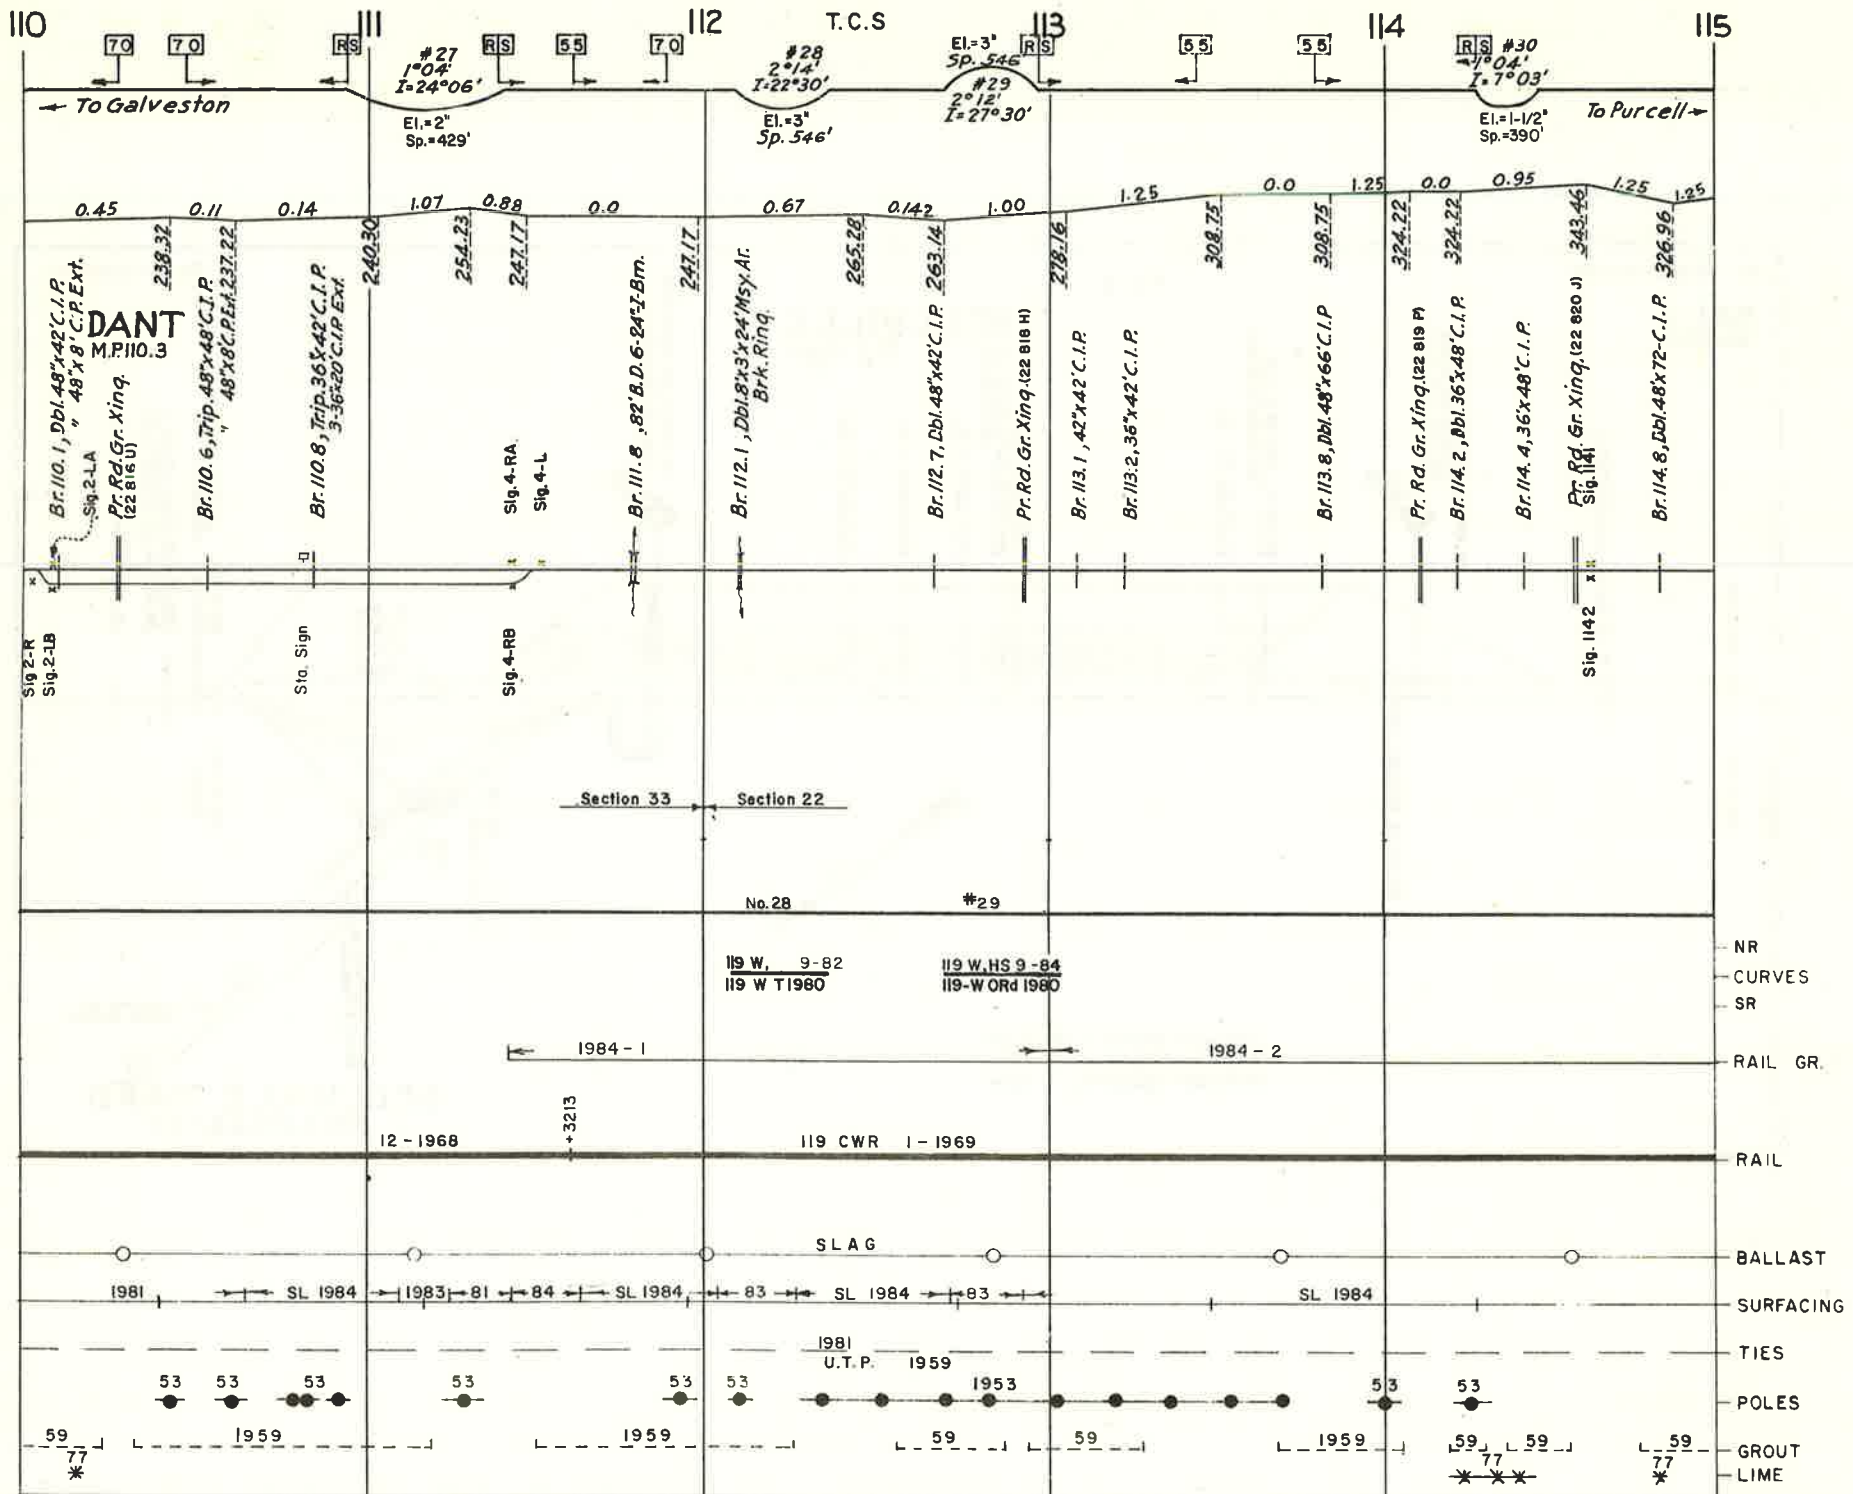 110 111 112 T.C.S 113 114 115
70 70 RS RS 55 70 RS 55 55 RS
#27
1°04'
I=24°06'
El.=2"
Sp.=429'
#28
2°14'
I=22°30'
El.=3"
Sp. 546'
El.=3"
Sp. 546'
#29
2°12'
I=27°30'
#30
1°04'
I=7°03'
El.=1-1/2"
Sp.=390'
To Galveston
To Purcell
0.45 0.11 0.14 1.07 0.88 0.0 0.67 0.142 1.00 1.25 0.0 1.25 0.0 0.95 1.25 1.25
238.32 237.22 240.30 254.23 247.17 247.17 265.28 263.14 278.16 308.75 308.75 324.22 324.22 343.46 326.96
DANT
M.P.110.3
Br.110.1, Dbl.48"x42'C.I.P.
" 48"x8' C.P. Ext.
Sig.2-LA
Pr.Rd.Gr.Xing.
(22 816 U)
Br.110.6, Trip.48"x48'C.I.P.
" 48"x8'C.P.Ext.
Br.110.8, Trip.36"x42'C.I.P.
3-36"x20'C.I.P. Ext.
Sig.4-RA
Sig.4-L
Br.111.8, 82'B.D.6-24"I-Bm.
Br.112.1, Dbl.8'x3'x24'Msy.Ar.
Brk.Ring.
Br.112.7, Dbl.48"x42'C.I.P.
Pr.Rd.Gr.Xing.(22 818 H)
Br.113.1, 42"x42'C.I.P.
Br.113.2, 36"x42'C.I.P.
Br.113.8, Dbl.48"x66'C.I.P
Pr. Rd Gr.Xing.(22 819 P)
Br.114.2, Dbl.36"x48'C.I.P.
Br.114.4, 36"x48'C.I.P.
Pr. Rd. Gr. Xing.(22 820 J)
Sig.1141
Br.114.8, Dbl.48"x72-C.I.P.
Sig.2-R
Sig.2-LB
Sta. Sign
Sig.4-RB
Sig. 1142
Section 33 Section 22
No.28 #29
NR
119 W, 9-82
119 W T1980
119 W,HS 9-84
119-W ORd 1980
CURVES
SR
1984-1 1984-2
RAIL GR.
12-1968 +3213 119 CWR 1-1969
RAIL
SLAG
BALLAST
1981 SL 1984 1983 81 84 SL 1984 83 SL 1984 83 SL 1984
SURFACING
1981
TIES
U.T.P. 1959
53 53 53 53 53 53 1953 53 53
POLES
59 1959 1959 59 59 1959 59 59 59
GROUT
77 77 77
LIME